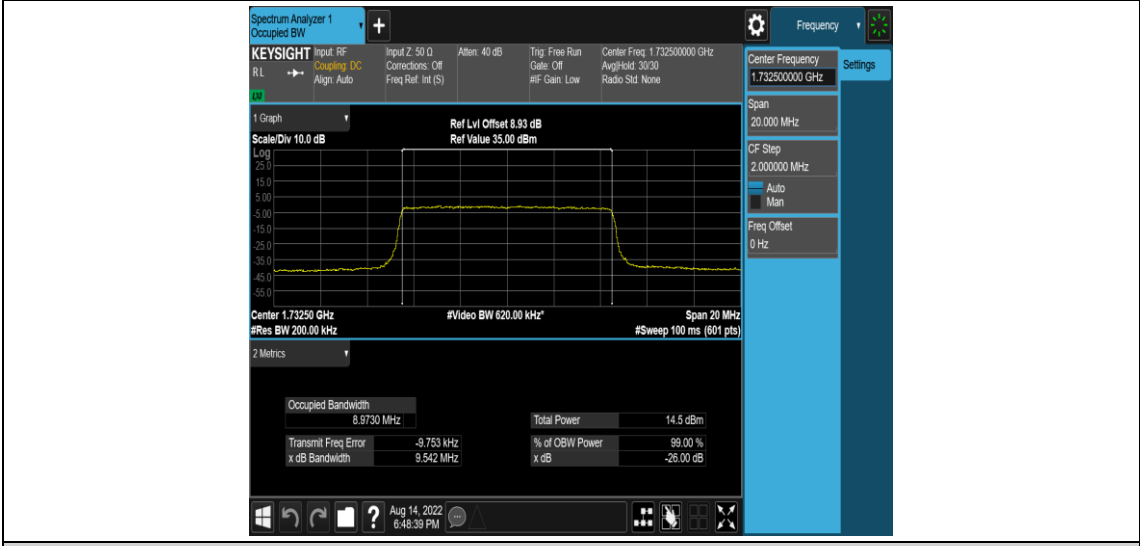 Spectrum Analyzer 1
Occupied BW
Frequency
KEYSIGHT
Input: RF
Coupling: DC
Align: Auto
RL
Input Z: 50 Ω
Corrections: Off
Freq Ref: Int (S)
Atten: 40 dB
Trig: Free Run
Gate: Off
#IF Gain: Low
Center Freq: 1.732500000 GHz
Avg|Hold: 30/30
Radio Std: None
Center Frequency
1.732500000 GHz
Settings
Span
20.000 MHz
CF Step
2.000000 MHz
Auto
Man
Freq Offset
0 Hz
1 Graph
Scale/Div 10.0 dB
Ref Lvl Offset 8.93 dB
Ref Value 35.00 dBm
Log
25.0
15.0
5.00
-5.00
-15.0
-25.0
-35.0
-45.0
-55.0
Center 1.73250 GHz
#Video BW 620.00 kHz*
Span 20 MHz
#Res BW 200.00 kHz
#Sweep 100 ms (601 pts)
2 Metrics
Occupied Bandwidth
8.9730 MHz
Total Power 14.5 dBm
Transmit Freq Error -9.753 kHz
% of OBW Power 99.00 %
x dB Bandwidth 9.542 MHz
x dB -26.00 dB
?
Aug 14, 2022
6:48:39 PM